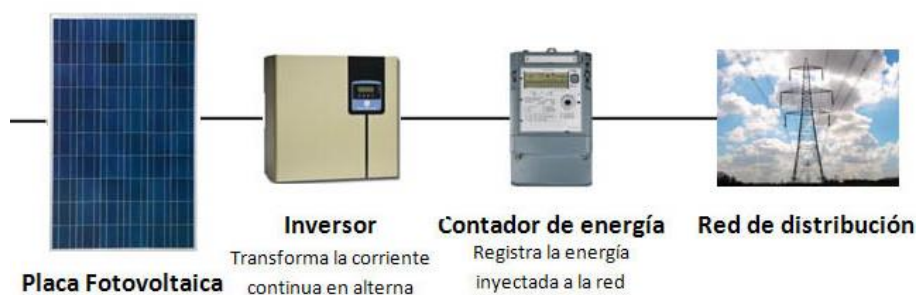 Inversor
Transforma la corriente
continua en alterna
Contador de energía
Registra la energía
inyectada a la red
Red de distribución
Placa Fotovoltaica